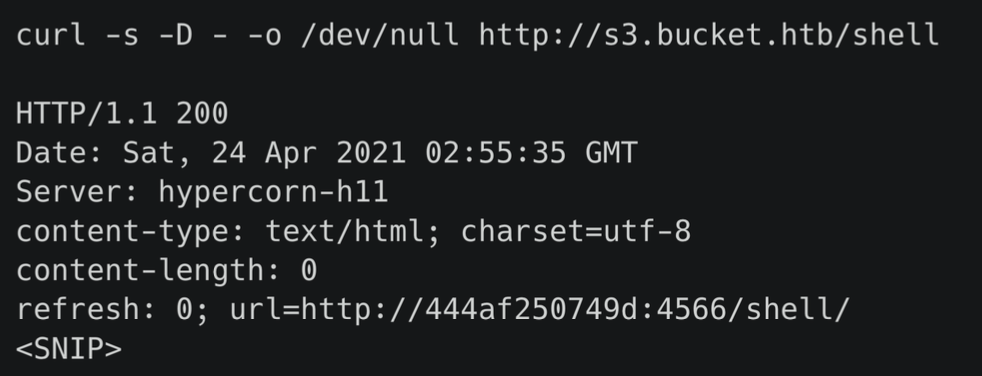 curl -s -D - -o /dev/null http://s3.bucket.htb/shell
HTTP/1.1 200
Date: Sat, 24 Apr 2021 02:55:35 GMT
Server: hypercorn-h11
content-type: text/html; charset=utf-8
content-length: 0
refresh: 0; url=http://444af250749d:4566/shell/
<SNIP>